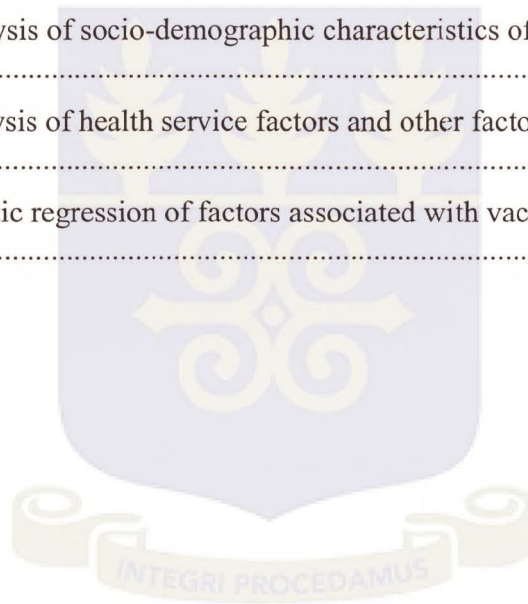 ysis of socio-demographic characteristics of
................................................................
ysis of health service factors and other facto
................................................................
tic regression of factors associated with vac
................................................................
INTEGRI PROCEDAMUS